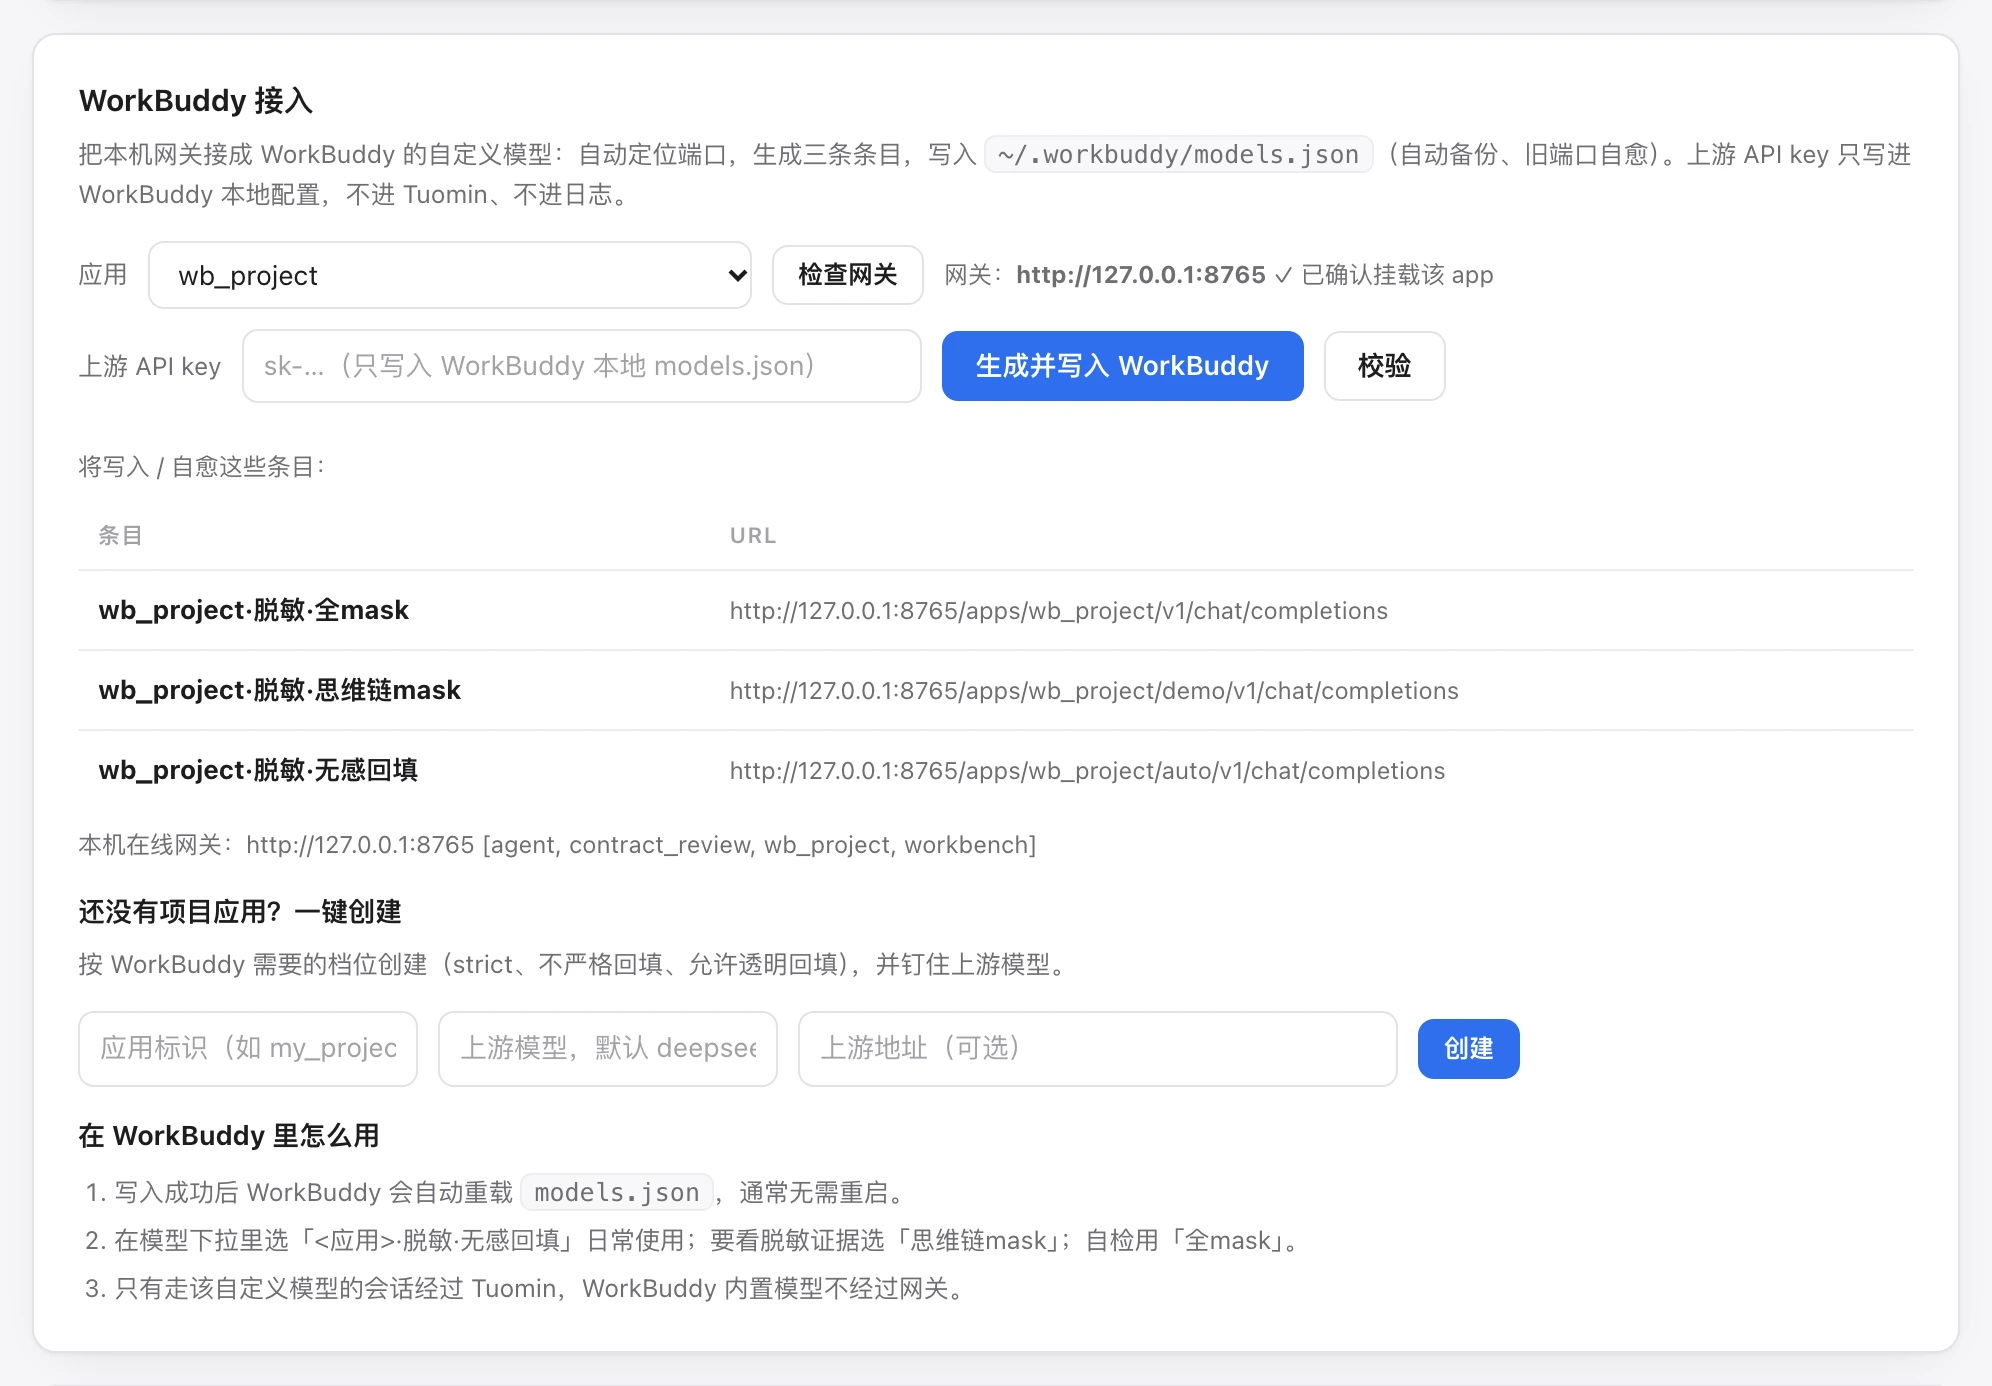 WorkBuddy 接入
把本机网关接成 WorkBuddy 的自定义模型：自动定位端口，生成三条条目，写入 ~/.workbuddy/models.json（自动备份、旧端口自愈）。上游 API key 只写进
WorkBuddy 本地配置，不进 Tuomin、不进日志。
应用 wb_project 检查网关 网关：http://127.0.0.1:8765 ✓ 已确认挂载该 app
上游 API key sk-...（只写入 WorkBuddy 本地 models.json） 生成并写入 WorkBuddy 校验
将写入 / 自愈这些条目：
条目 URL
wb_project·脱敏·全mask http://127.0.0.1:8765/apps/wb_project/v1/chat/completions
wb_project·脱敏·思维链mask http://127.0.0.1:8765/apps/wb_project/demo/v1/chat/completions
wb_project·脱敏·无感回填 http://127.0.0.1:8765/apps/wb_project/auto/v1/chat/completions
本机在线网关：http://127.0.0.1:8765 [agent, contract_review, wb_project, workbench]
还没有项目应用？一键创建
按 WorkBuddy 需要的档位创建（strict、不严格回填、允许透明回填），并钉住上游模型。
应用标识（如 my_projec 上游模型，默认 deepsee 上游地址（可选） 创建
在 WorkBuddy 里怎么用
1. 写入成功后 WorkBuddy 会自动重载 models.json，通常无需重启。
2. 在模型下拉里选「<应用>·脱敏·无感回填」日常使用；要看脱敏证据选「思维链mask」；自检用「全mask」。
3. 只有走该自定义模型的会话经过 Tuomin，WorkBuddy 内置模型不经过网关。